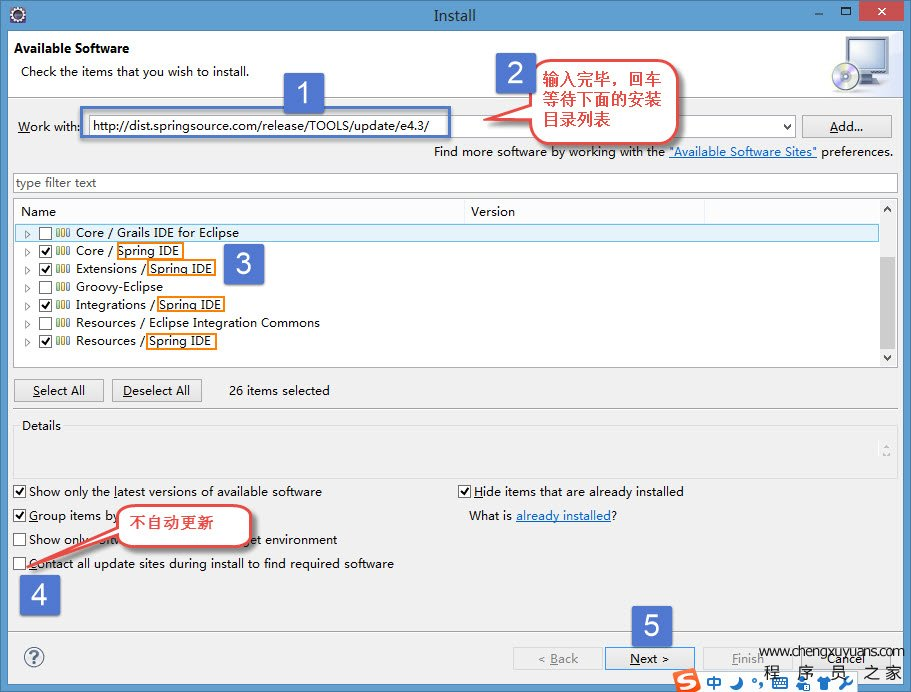 Install
Available Software
Check the items that you wish to install.
1
2
输入完毕，回车
等待下面的安装
目录列表
Work with:
http://dist.springsource.com/release/TOOLS/update/e4.3/
Add...
Find more software by working with the "Available Software Sites" preferences.
type filter text
Name
Version
Core / Grails IDE for Eclipse
Core / Spring IDE
Extensions / Spring IDE
3
Groovy-Eclipse
Integrations / Spring IDE
Resources / Eclipse Integration Commons
Resources / Spring IDE
Select All
Deselect All
26 items selected
Details
Show only the latest versions of available software
Hide items that are already installed
Group items by
What is already installed?
不自动更新
Show only get environment
Contact all update sites during install to find required software
4
5
?
< Back
Next >
Finish
Cancel
www.chengxuyuans.com
程序员之家
S
中